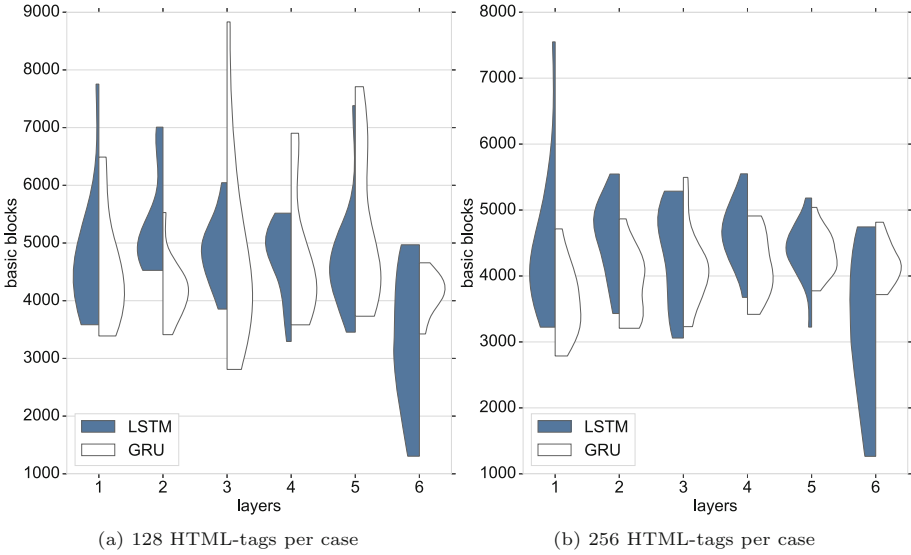 9000
8000
7000
6000
5000
4000
3000
2000
1000
basic blocks
LSTM
GRU
1 2 3 4 5 6
layers
(a) 128 HTML-tags per case
8000
7000
6000
5000
4000
3000
2000
1000
basic blocks
LSTM
GRU
1 2 3 4 5 6
layers
(b) 256 HTML-tags per case